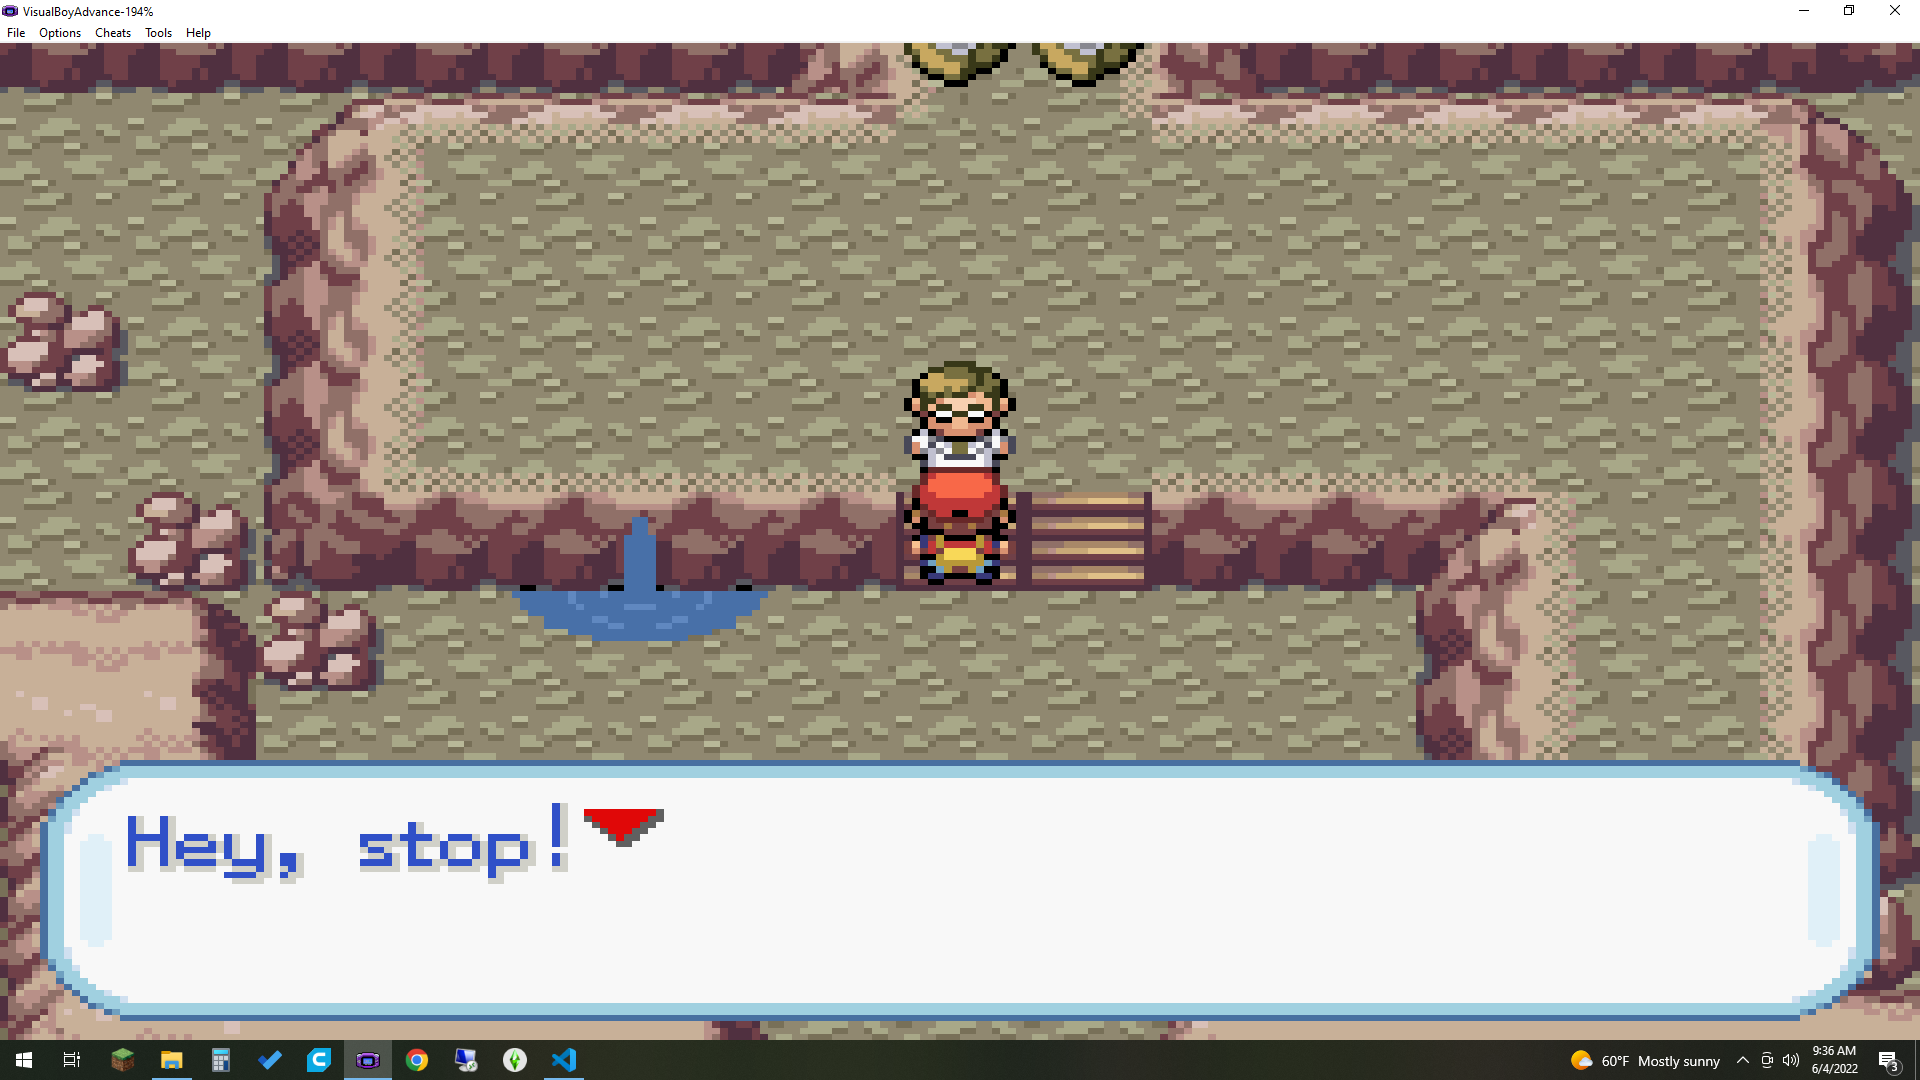 VisualBoyAdvance-194%
File Options Cheats Tools Help
Hey, stop!
60°F Mostly sunny
9:36 AM
6/4/2022
3